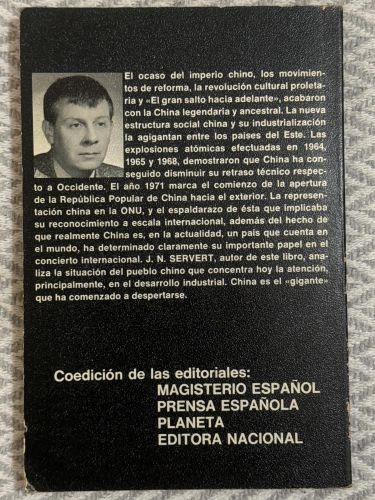 El ocaso del imperio chino, los movimien-
tos de reforma, la revolución cultural proleta-
ria y «El gran salto hacia adelante», acabaron
con la China legendaria y ancestral. La nueva
estructura social china y su industrialización
la agigantan entre los países del Este. Las
explosiones atómicas efectuadas en 1964,
1965 y 1968, demostraron que China ha con-
seguido disminuir su retraso técnico respec-
to a Occidente. El año 1971 marca el comienzo de la apertura
de la República Popular de China hacia el exterior. La represen-
tación china en la ONU, y el espaldarazo de ésta que implicaba
su reconocimiento a escala internacional, además del hecho de
que realmente China es, en la actualidad, un país que cuenta en
el mundo, ha determinado claramente su importante papel en el
concierto internacional. J. N. SERVERT, autor de este libro, ana-
liza la situación del pueblo chino que concentra hoy la atención,
principalmente, en el desarrollo industrial. China es el «gigante»
que ha comenzado a despertarse.
Coedición de las editoriales:
MAGISTERIO ESPAÑOL
PRENSA ESPAÑOLA
PLANETA
EDITORA NACIONAL